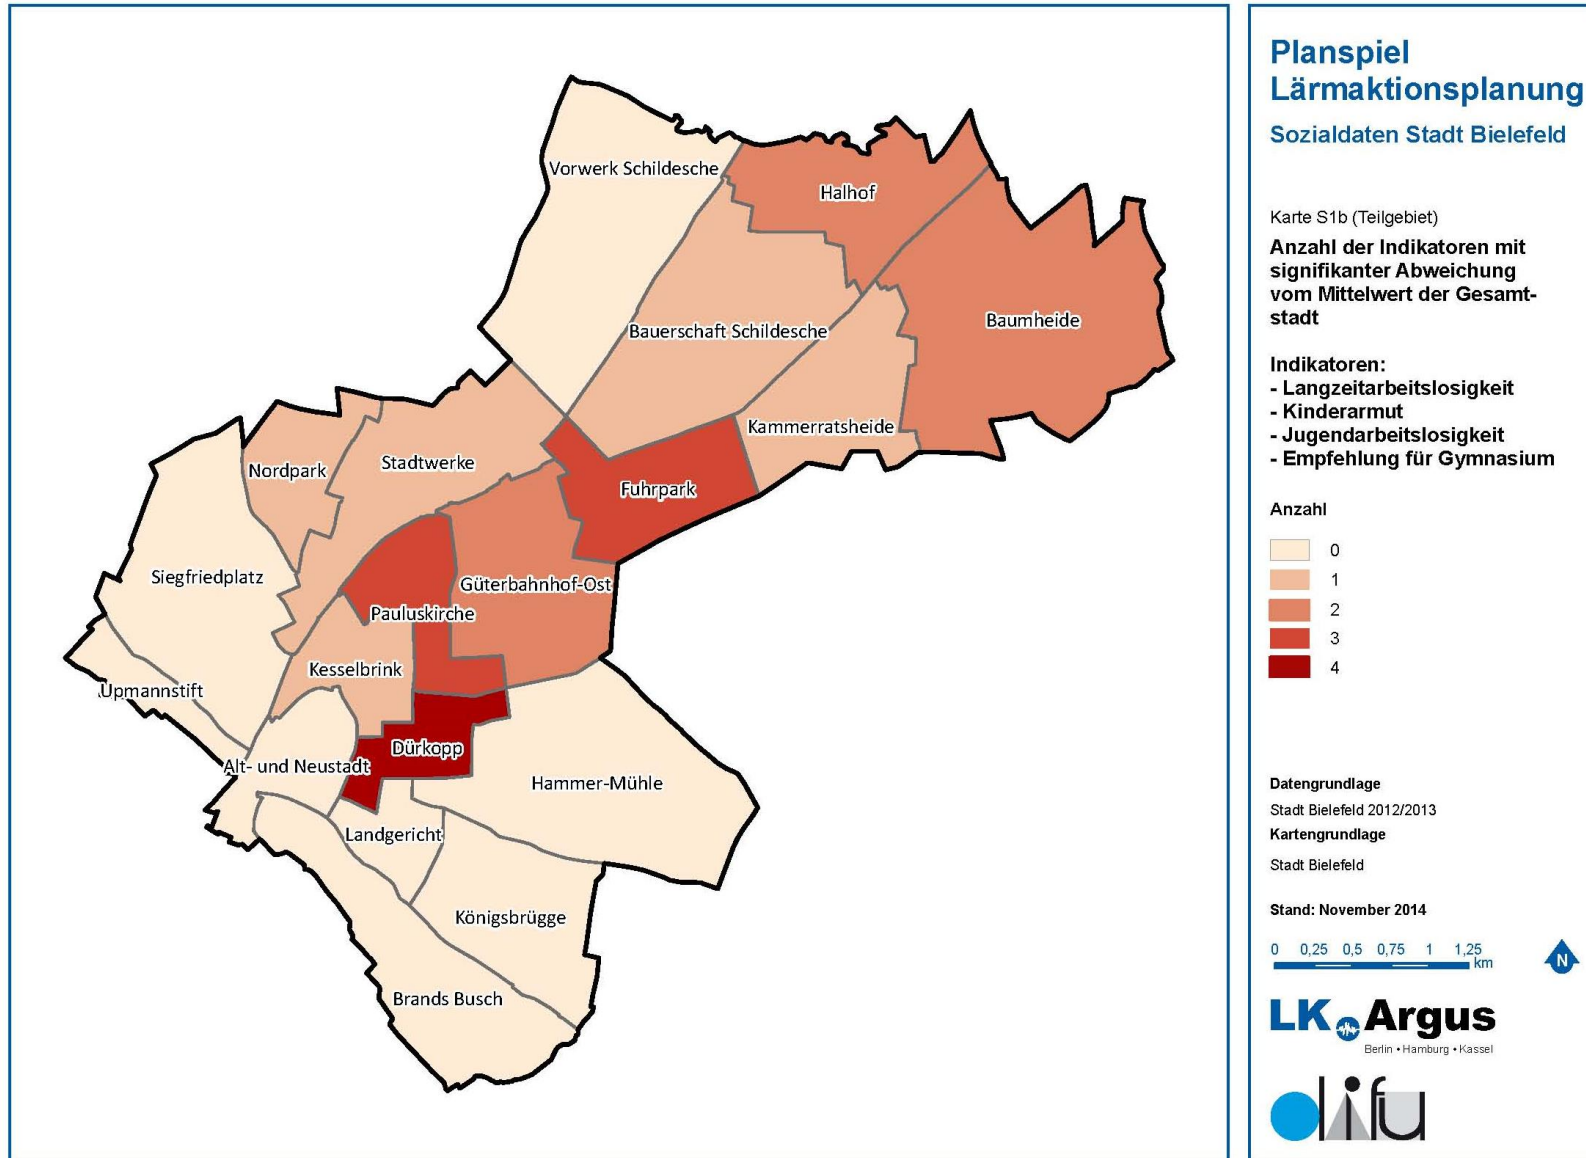 Vorwerk Schildesche
Halhof
Baumheide
Bauerschaft Schildesche
Kammerratsheide
Nordpark
Stadtwerke
Fuhrpark
Siegfriedplatz
Güterbahnhof-Ost
Pauluskirche
Kesselbrink
Upmannstift
Alt- und Neustadt
Dürkopp
Hammer-Mühle
Landgericht
Königsbrügge
Brands Busch
Planspiel
Lärmaktionsplanung
Sozialdaten Stadt Bielefeld
Karte S1b (Teilgebiet)
Anzahl der Indikatoren mit
signifikanter Abweichung
vom Mittelwert der Gesamt-
stadt
Indikatoren:
- Langzeitarbeitslosigkeit
- Kinderarmut
- Jugendarbeitslosigkeit
- Empfehlung für Gymnasium
Anzahl
0
1
2
3
4
Datengrundlage
Stadt Bielefeld 2012/2013
Kartengrundlage
Stadt Bielefeld
Stand: November 2014
0 0,25 0,5 0,75 1 1,25
km
N
LK Argus
Berlin • Hamburg • Kassel
difu